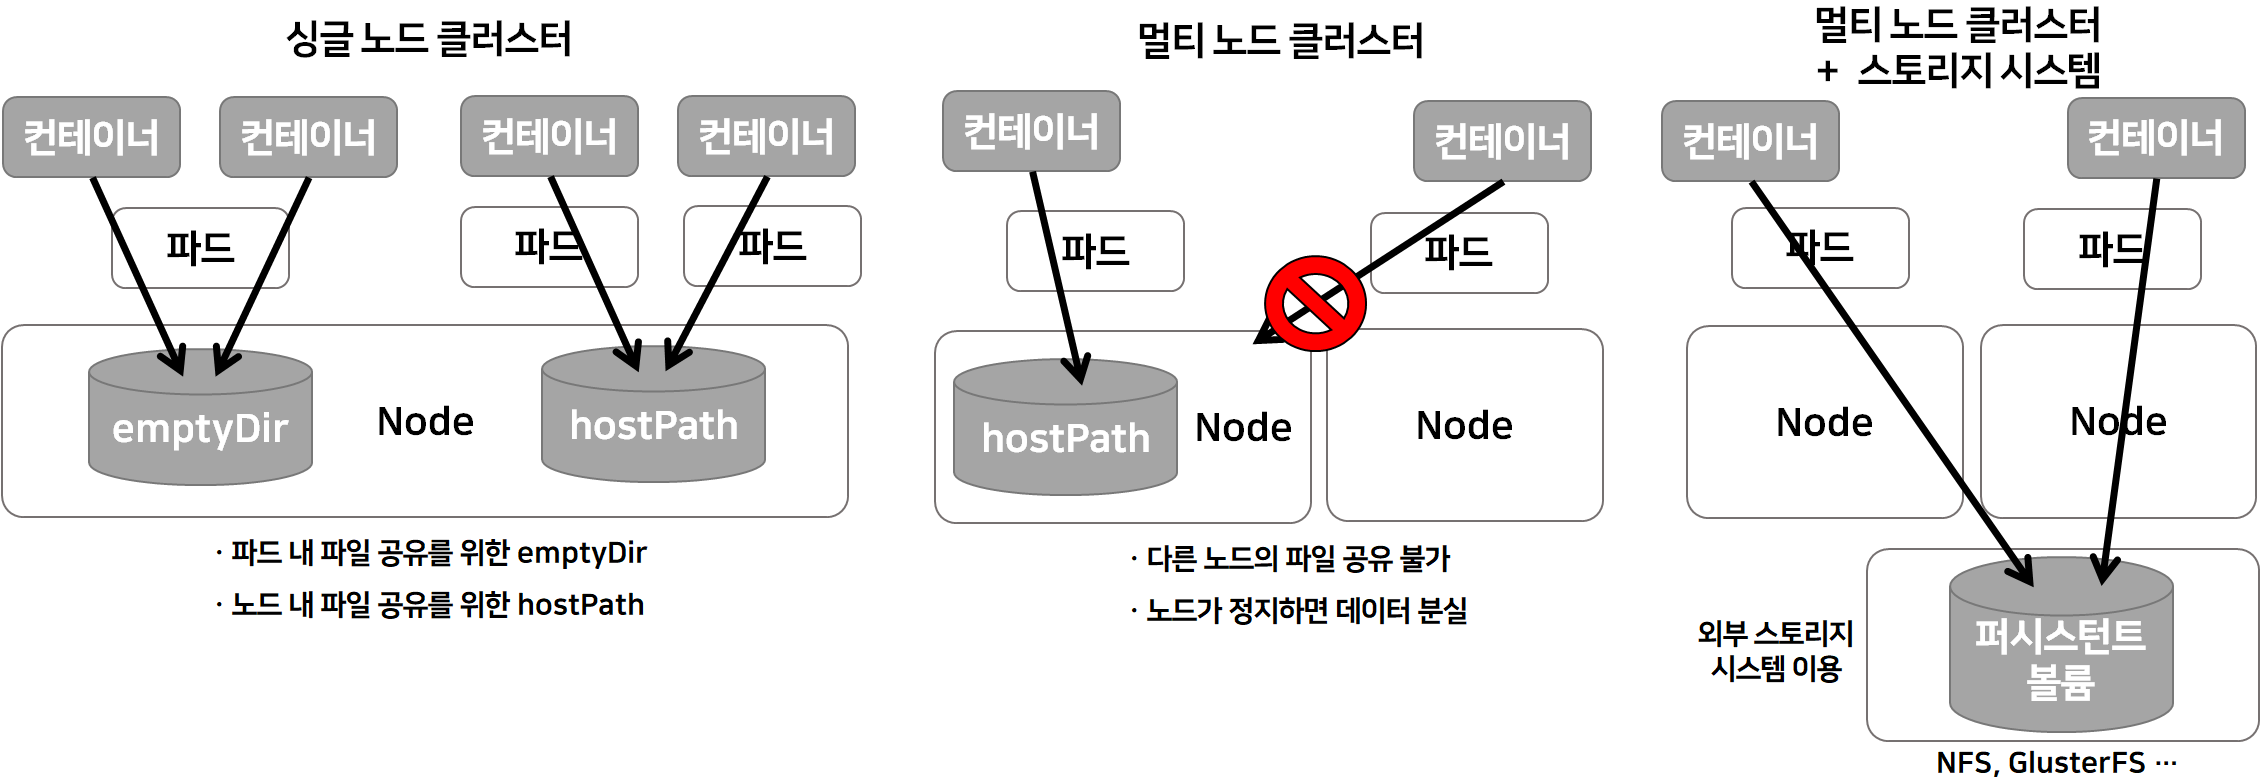 싱글 노드 클러스터
컨테이너
컨테이너
컨테이너
컨테이너
파드
파드
파드
emptyDir
Node
hostPath
· 파드 내 파일 공유를 위한 emptyDir
· 노드 내 파일 공유를 위한 hostPath
멀티 노드 클러스터
컨테이너
컨테이너
파드
파드
hostPath
Node
Node
· 다른 노드의 파일 공유 불가
· 노드가 정지하면 데이터 분실
멀티 노드 클러스터
+ 스토리지 시스템
컨테이너
컨테이너
파드
파드
Node
Node
외부 스토리지
시스템 이용
퍼시스턴트
볼륨
NFS, GlusterFS ···